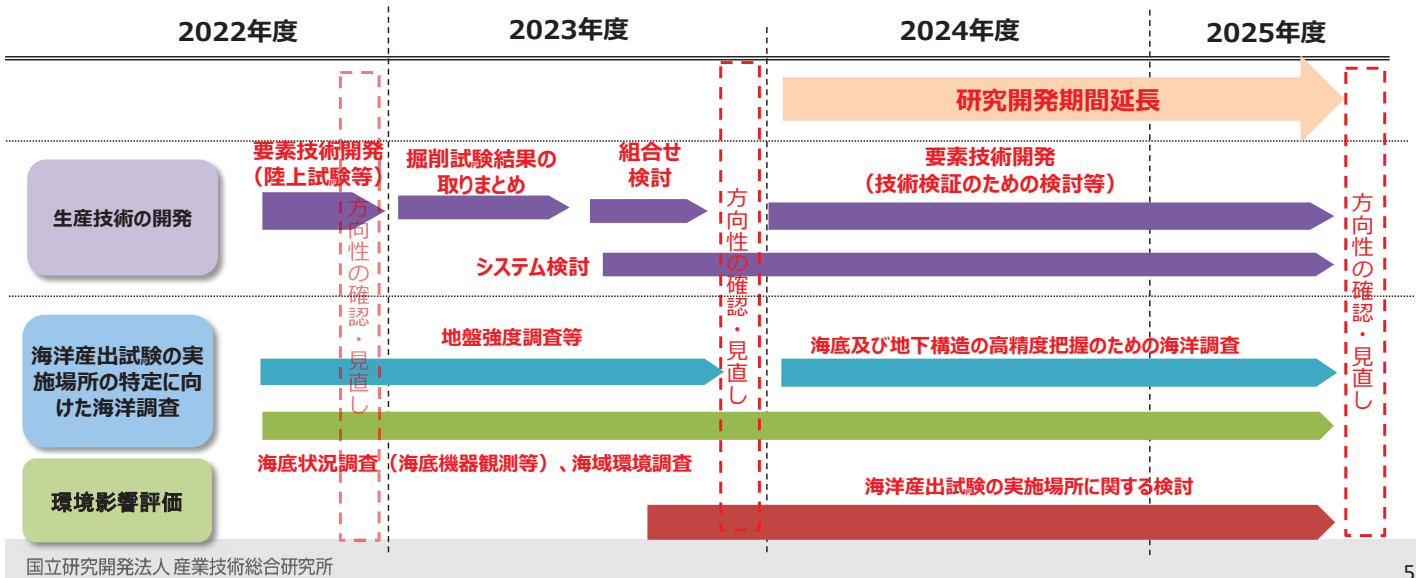 2022年度
2023年度
2024年度
2025年度
研究開発期間延長
生産技術の開発
要素技術開発
（陸上試験等）
掘削試験結果の
取りまとめ
組合せ
検討
要素技術開発
（技術検証のための検討等）
システム検討
方向性の確認・見直し
方向性の確認・見直し
方向性の確認・見直し
海洋産出試験の実
施場所の特定に向
けた海洋調査
地盤強度調査等
海底及び地下構造の高精度把握のための海洋調査
海底状況調査（海底機器観測等）、海域環境調査
環境影響評価
海洋産出試験の実施場所に関する検討
国立研究開発法人 産業技術総合研究所
5